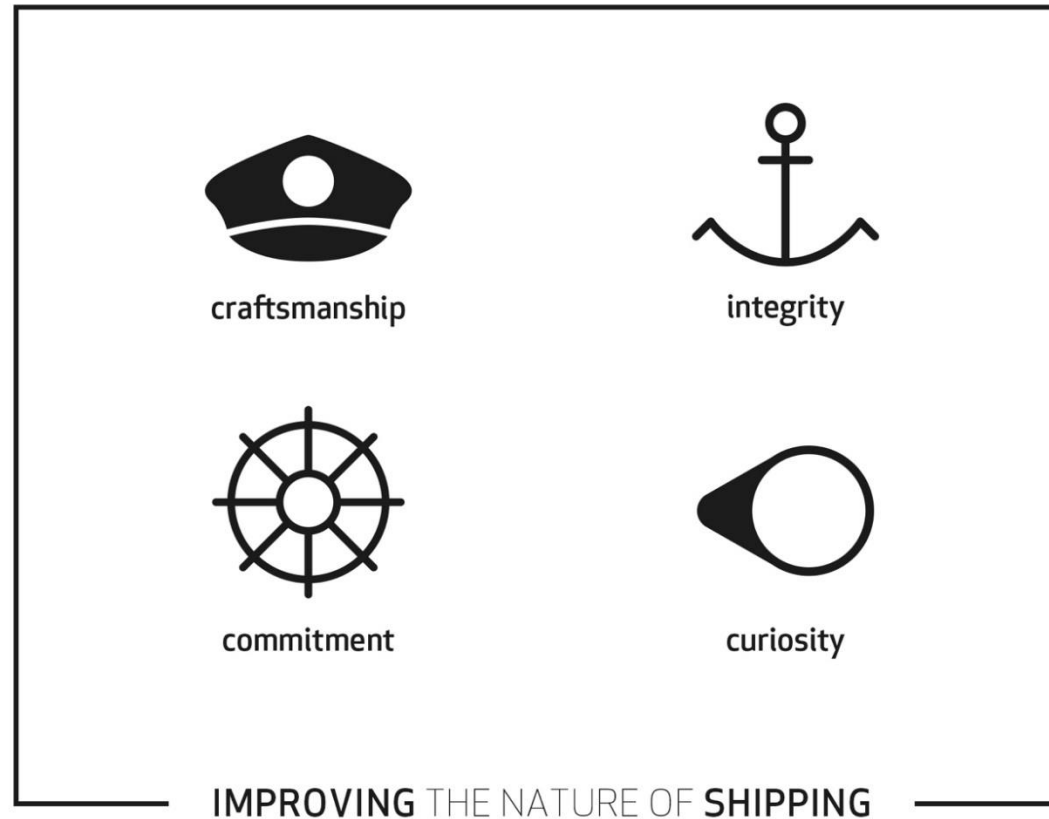 craftsmanship
integrity
commitment
curiosity
IMPROVING THE NATURE OF SHIPPING